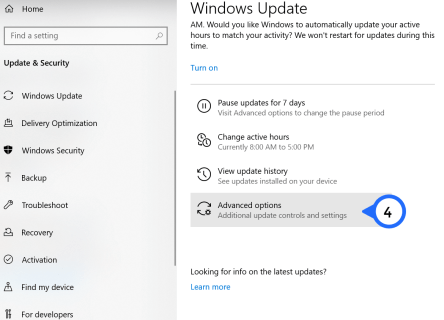 Home
Find a setting
Update & Security
Windows Update
Delivery Optimization
Windows Security
Backup
Troubleshoot
Recovery
Activation
Find my device
For developers
Windows Update
AM. Would you like Windows to automatically update your active
hours to match your activity? We won't restart for updates during this
time.
Turn on
Pause updates for 7 days
Visit Advanced options to change the pause period
Change active hours
Currently 8:00 AM to 5:00 PM
View update history
See updates installed on your device
Advanced options
Additional update controls and settings
4
Looking for info on the latest updates?
Learn more